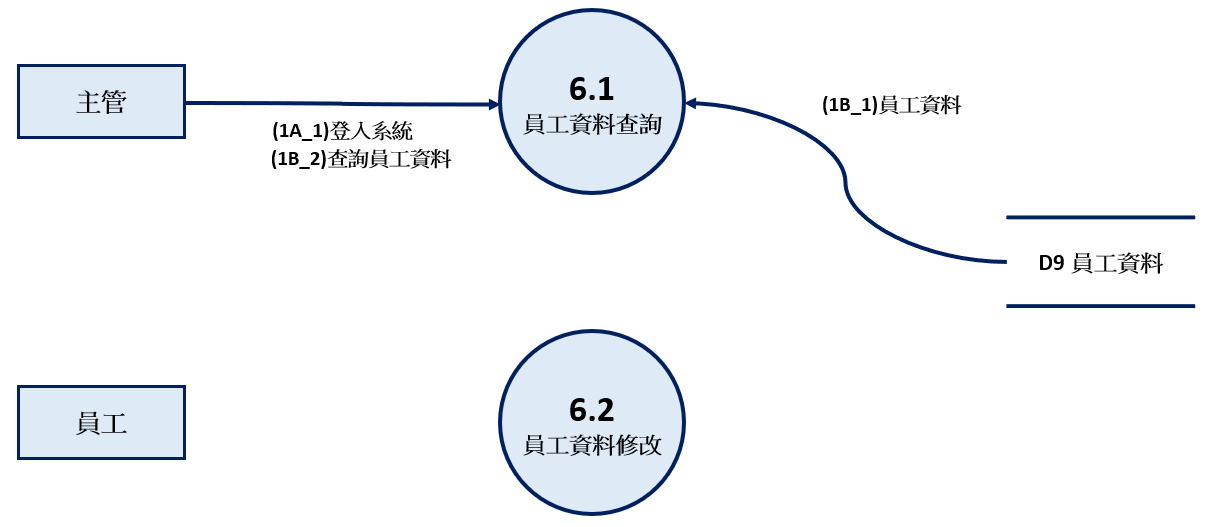 主管
(1A_1)登入系統
(1B_2)查詢員工資料
6.1
員工資料查詢
(1B_1)員工資料
D9 員工資料
員工
6.2
員工資料修改